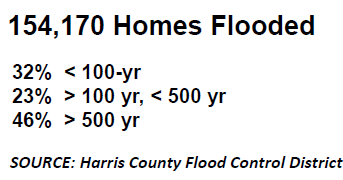 154,170 Homes Flooded
32% < 100-yr
23% > 100 yr, < 500 yr
46% > 500 yr
SOURCE: Harris County Flood Control District